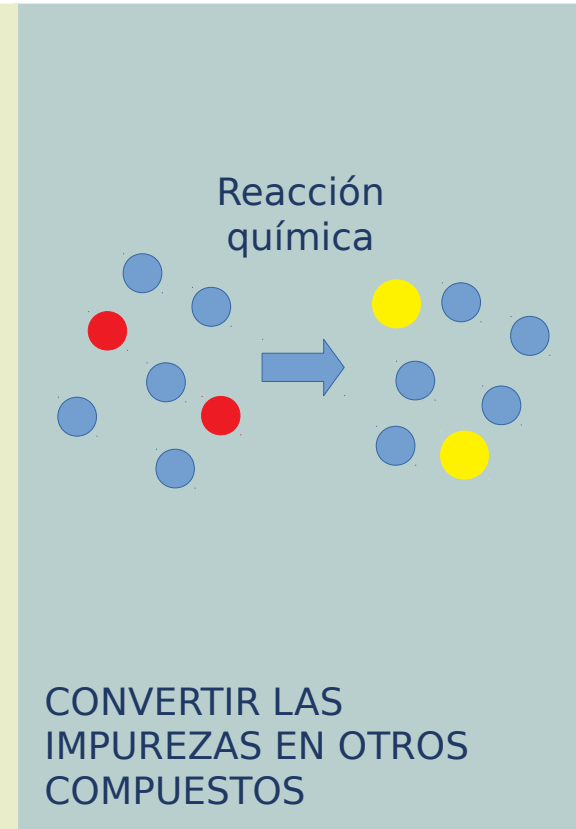 Reacción
química
CONVERTIR LAS
IMPUREZAS EN OTROS
COMPUESTOS